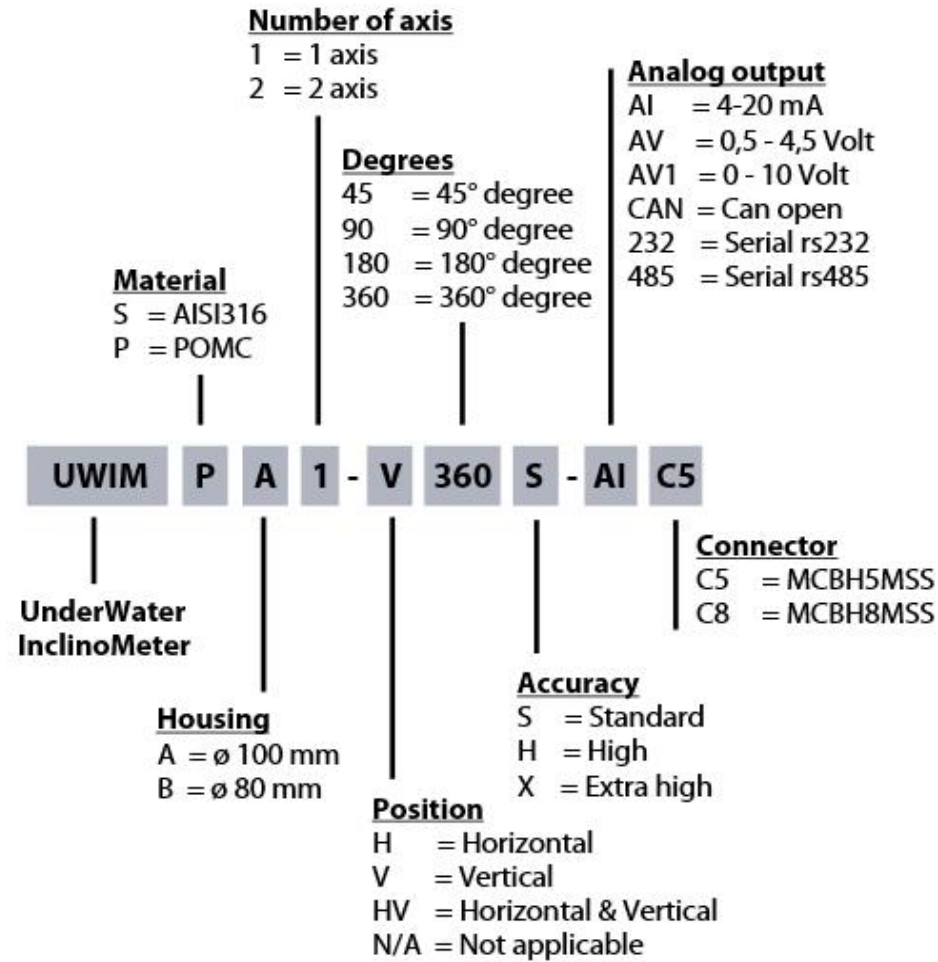 Number of axis
1 = 1 axis
2 = 2 axis
Analog output
AI = 4-20 mA
AV = 0,5 - 4,5 Volt
AV1 = 0 - 10 Volt
CAN = Can open
232 = Serial rs232
485 = Serial rs485
Degrees
45 = 45° degree
90 = 90° degree
180 = 180° degree
360 = 360° degree
Material
S = AISI316
P = POMC
UWIM P A 1 - V 360 S - AI C5
UnderWater
InclinoMeter
Connector
C5 = MCBH5MSS
C8 = MCBH8MSS
Housing
A = ø 100 mm
B = ø 80 mm
Accuracy
S = Standard
H = High
X = Extra high
Position
H = Horizontal
V = Vertical
HV = Horizontal & Vertical
N/A = Not applicable